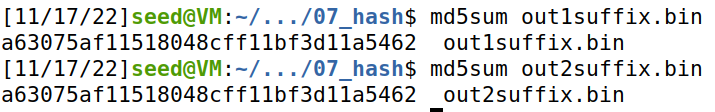 [11/17/22]seed@VM:~/.../07_hash$ md5sum out1suffix.bin
a63075af11518048cff11bf3d11a5462  out1suffix.bin
[11/17/22]seed@VM:~/.../07_hash$ md5sum out2suffix.bin
a63075af11518048cff11bf3d11a5462  out2suffix.bin